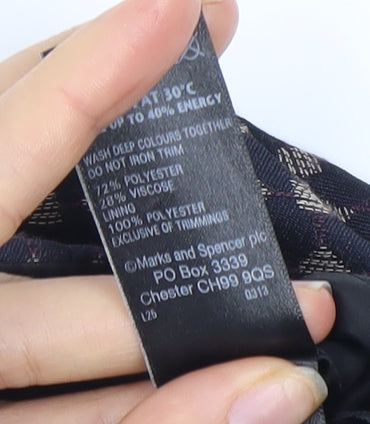 AT 30°C
UP TO 40% ENERGY
WASH DEEP COLOURS TOGETHER
DO NOT IRON TRIM
72% POLYESTER
28% VISCOSE
LINING
100% POLYESTER
EXCLUSIVE OF TRIMMINGS
©Marks and Spencer plc
PO Box 3339
Chester CH99 9QS
L25 0313